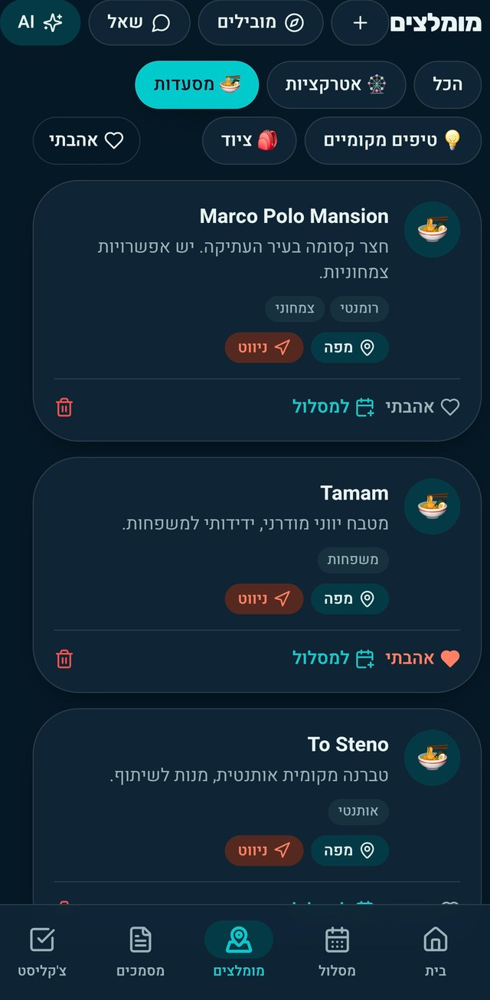 מומלצים
+
מובילים
שאל
AI
הכל
אטרקציות
מסעדות
טיפים מקומיים
ציוד
אהבתי
Marco Polo Mansion
חצר קסומה בעיר העתיקה. יש אפשרויות
צמחוניות.
רומנטי
צמחוני
מפה
ניווט
אהבתי
למסלול
Tamam
מטבח יווני מודרני, ידידותי למשפחות.
משפחות
מפה
ניווט
אהבתי
למסלול
To Steno
טברנה מקומית אותנטית, מנות לשיתוף.
אותנטי
מפה
ניווט
בית
מסלול
מומלצים
מסמכים
צ'קליסט